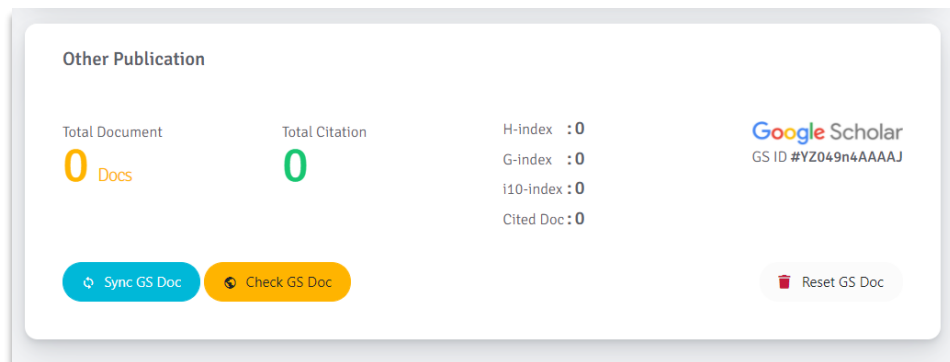 Other Publication
Total Document
0 Docs
Total Citation
0
H-index : 0
G-index : 0
i10-index : 0
Cited Doc : 0
Google Scholar
GS ID #YZ049n4AAAAJ
Sync GS Doc
Check GS Doc
Reset GS Doc